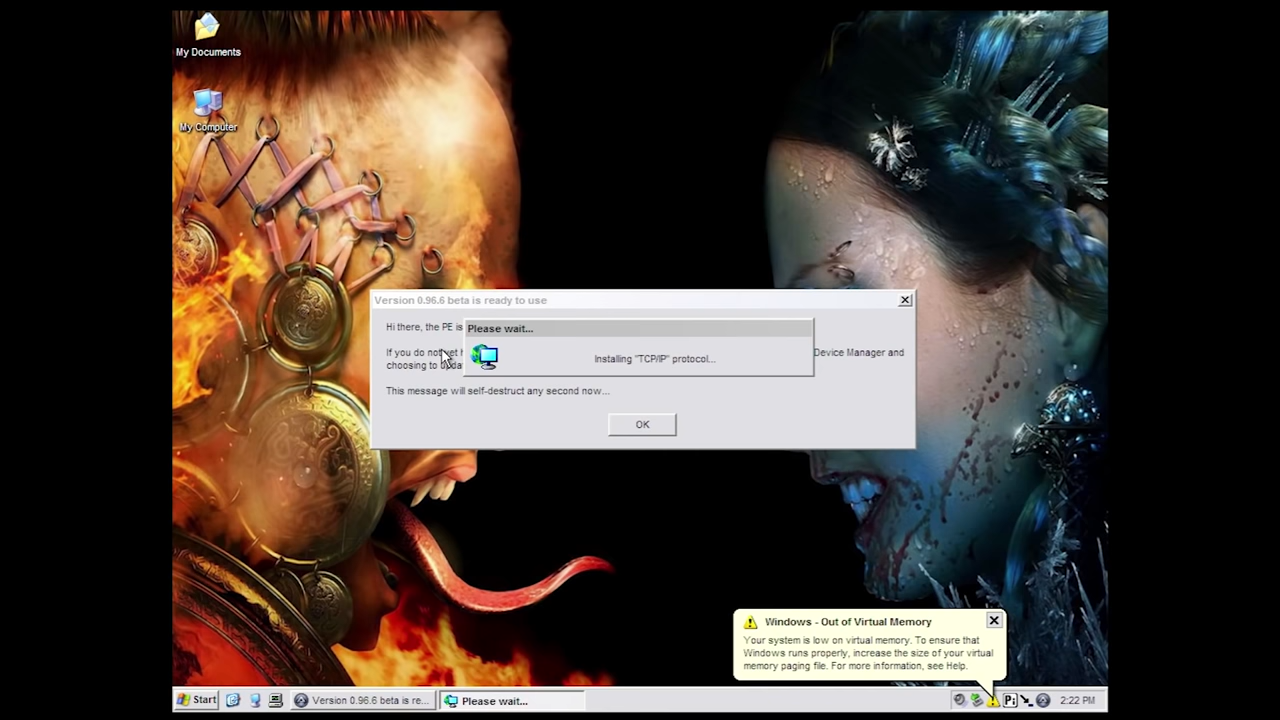 My Documents
My Computer
Version 0.96.6 beta is ready to use
Hi there, the PE is
Please wait...
If you do not yet
Installing "TCP/IP" protocol...
Device Manager and
choosing to upda
This message will self-destruct any second now...
OK
Windows - Out of Virtual Memory
Your system is low on virtual memory. To ensure that
Windows runs properly, increase the size of your virtual
memory paging file. For more information, see Help.
Start
Version 0.96.6 beta is re...
Please wait...
Pi
2:22 PM